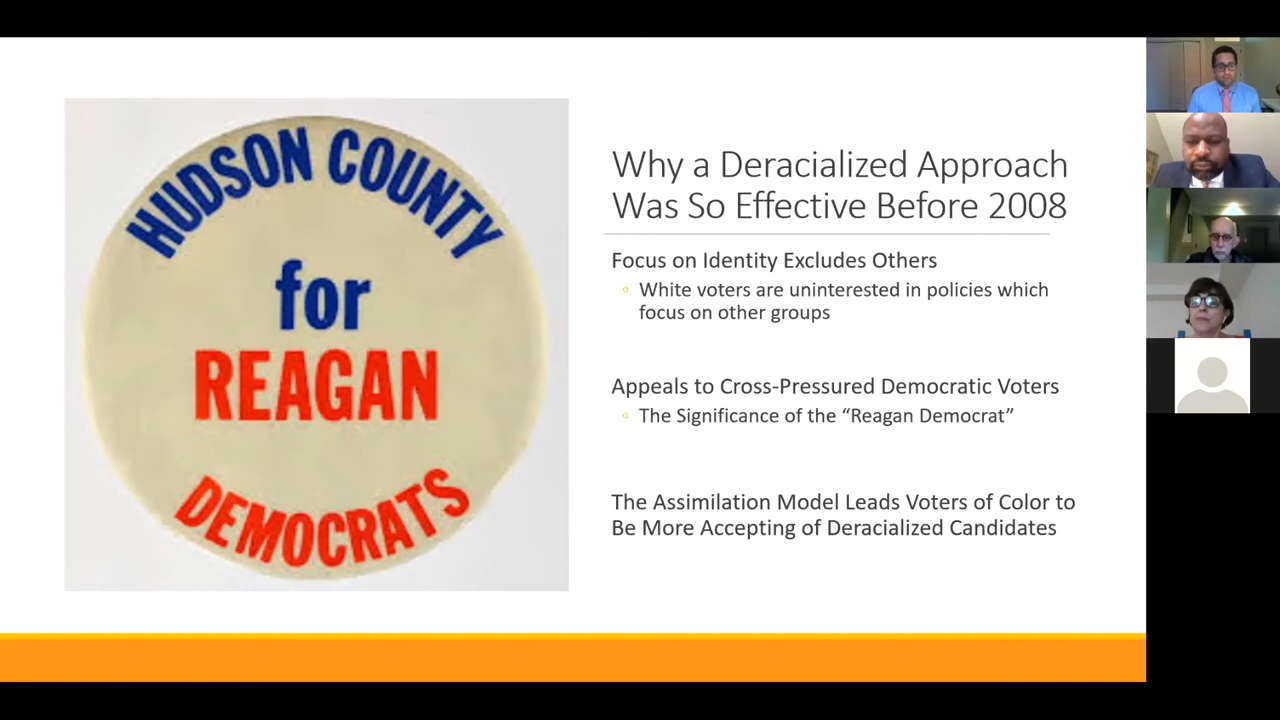 HUDSON COUNTY
for
REAGAN
DEMOCRATS
Why a Deracialized Approach
Was So Effective Before 2008
Focus on Identity Excludes Others
White voters are uninterested in policies which
focus on other groups
Appeals to Cross-Pressured Democratic Voters
The Significance of the “Reagan Democrat”
The Assimilation Model Leads Voters of Color to
Be More Accepting of Deracialized Candidates